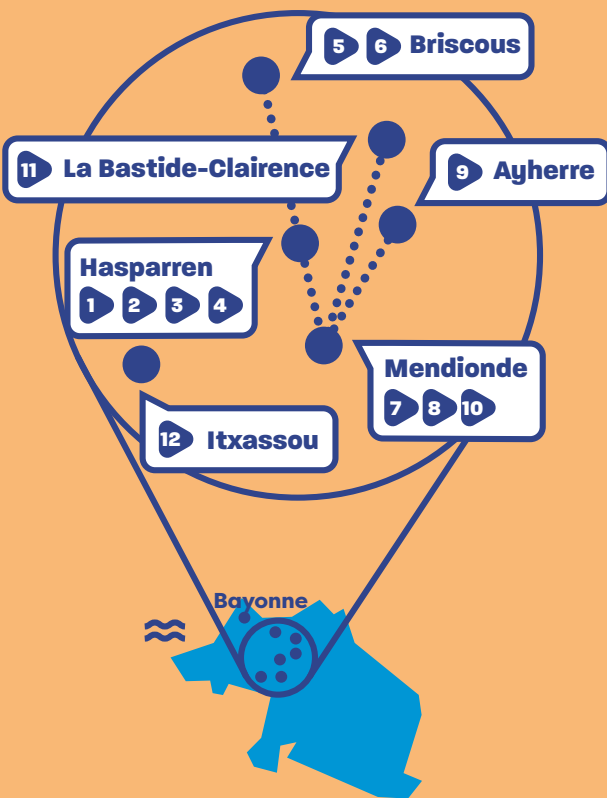 5 6 Briscous
11 La Bastide-Clairence
9 Ayherre
Hasparren
1 2 3 4
Mendionde
7 8 10
12 Itxassou
Bayonne